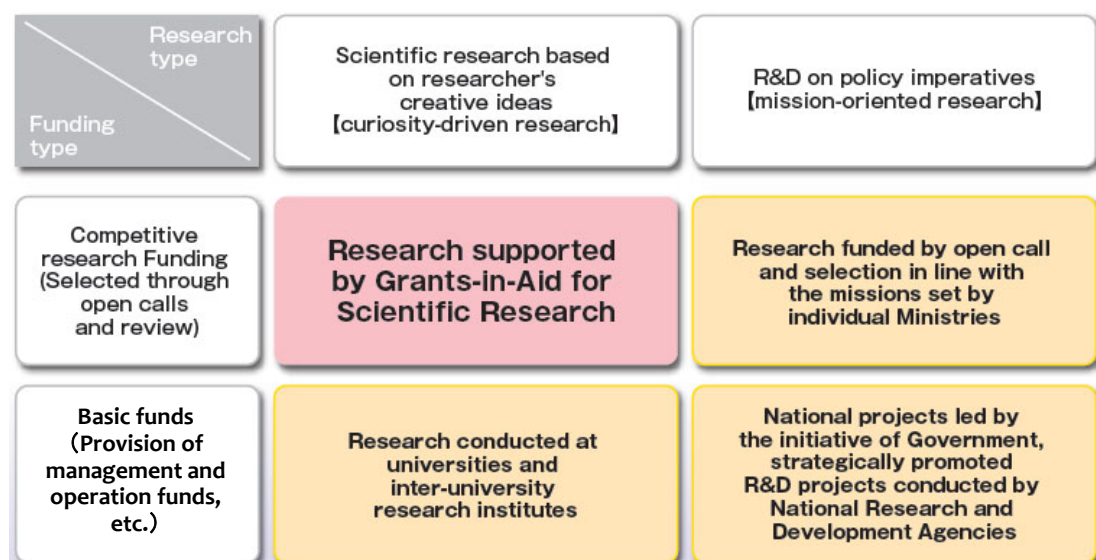 Research
type
Funding
type
Scientific research based
on researcher's
creative ideas
【curiosity-driven research】
R&D on policy imperatives
【mission-oriented research】
Competitive
research Funding
(Selected through
open calls
and review)
Research supported
by Grants-in-Aid for
Scientific Research
Research funded by open call
and selection in line with
the missions set by
individual Ministries
Basic funds
（Provision of
management and
operation funds,
etc.）
Research conducted at
universities and
inter-university
research institutes
National projects led by
the initiative of Government,
strategically promoted
R&D projects conducted by
National Research and
Development Agencies